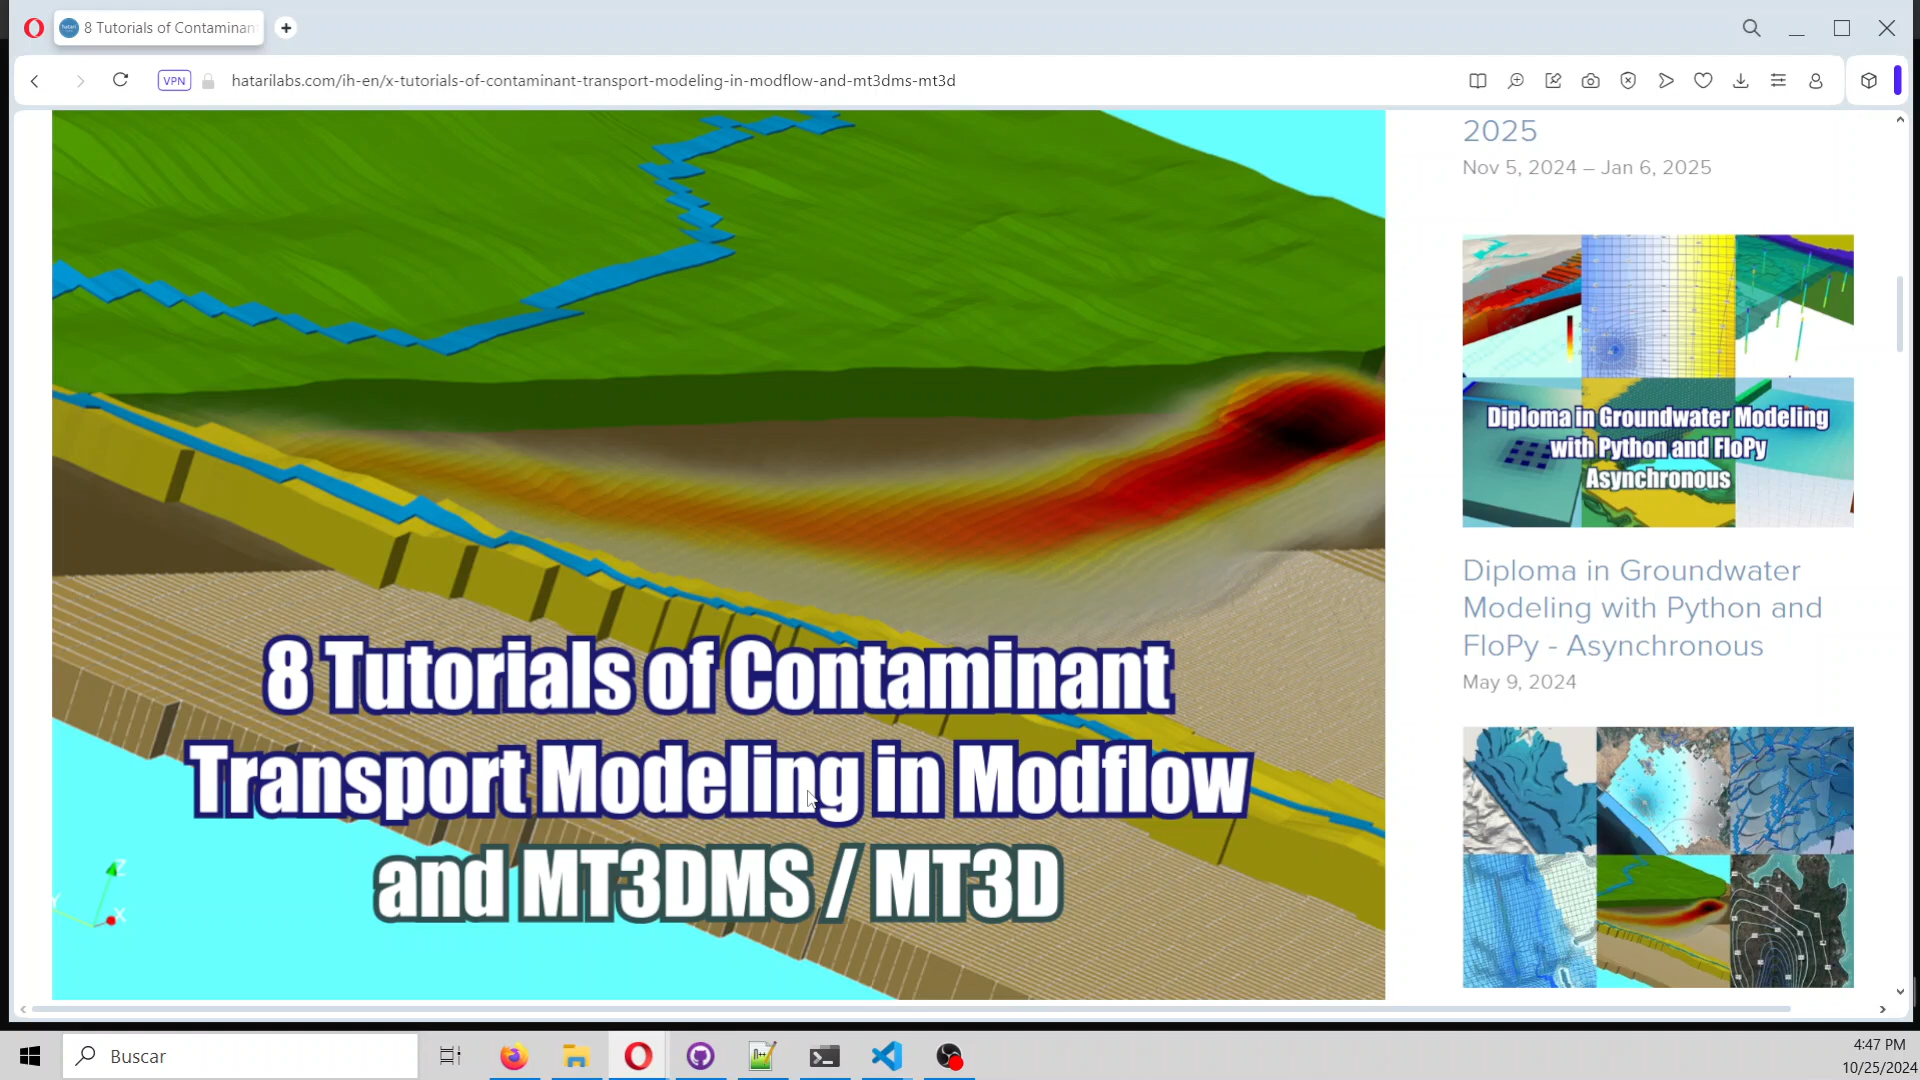 8 Tutorials of Contaminan
VPN
hatarilabs.com/ih-en/x-tutorials-of-contaminant-transport-modeling-in-modflow-and-mt3dms-mt3d
8 Tutorials of Contaminant
Transport Modeling in Modflow
and MT3DMS / MT3D
Z
Y
X
2025
Nov 5, 2024 – Jan 6, 2025
Diploma in Groundwater Modeling
with Python and FloPy
Asynchronous
Diploma in Groundwater
Modeling with Python and
FloPy - Asynchronous
May 9, 2024
Buscar
4:47 PM
10/25/2024